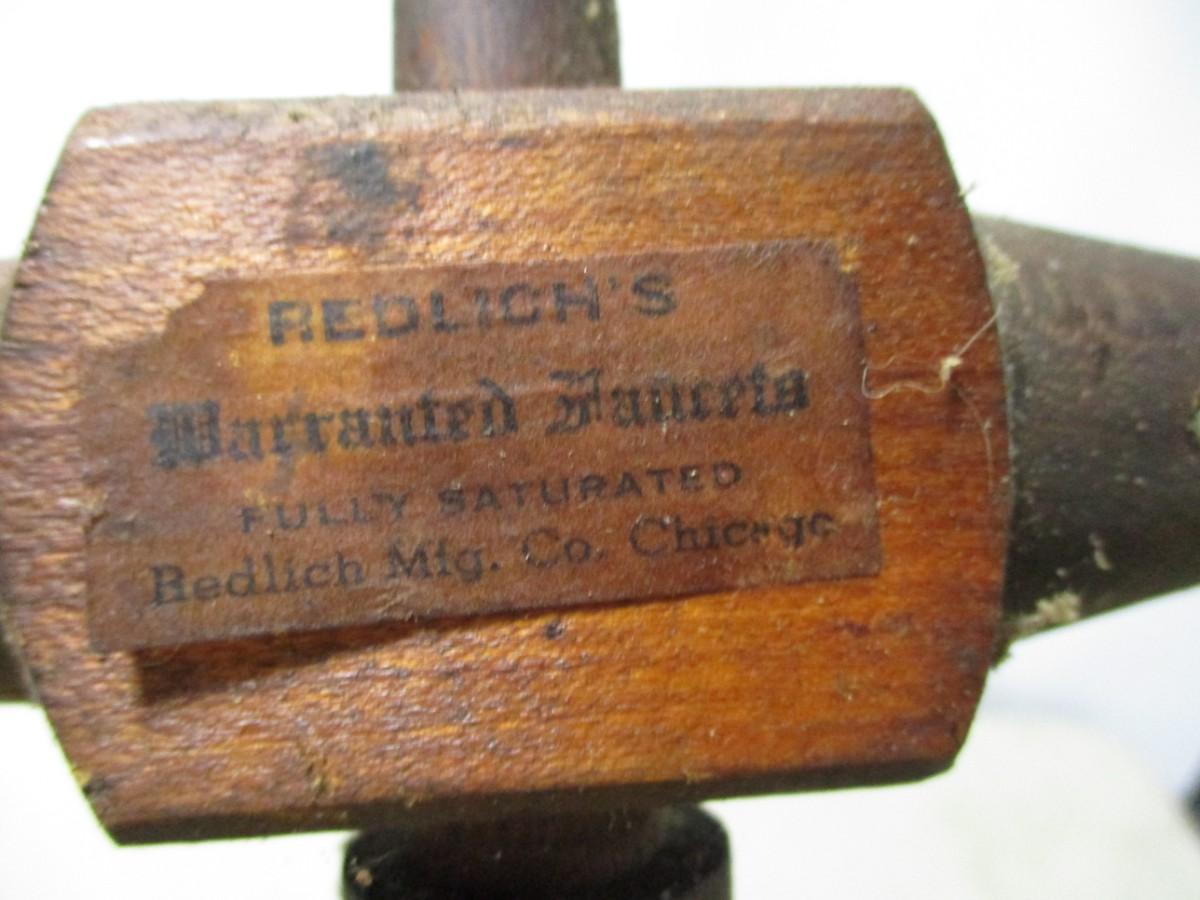 REDLICH'S
Warranted Faucets
FULLY SATURATED
Redlich Mfg. Co. Chicago